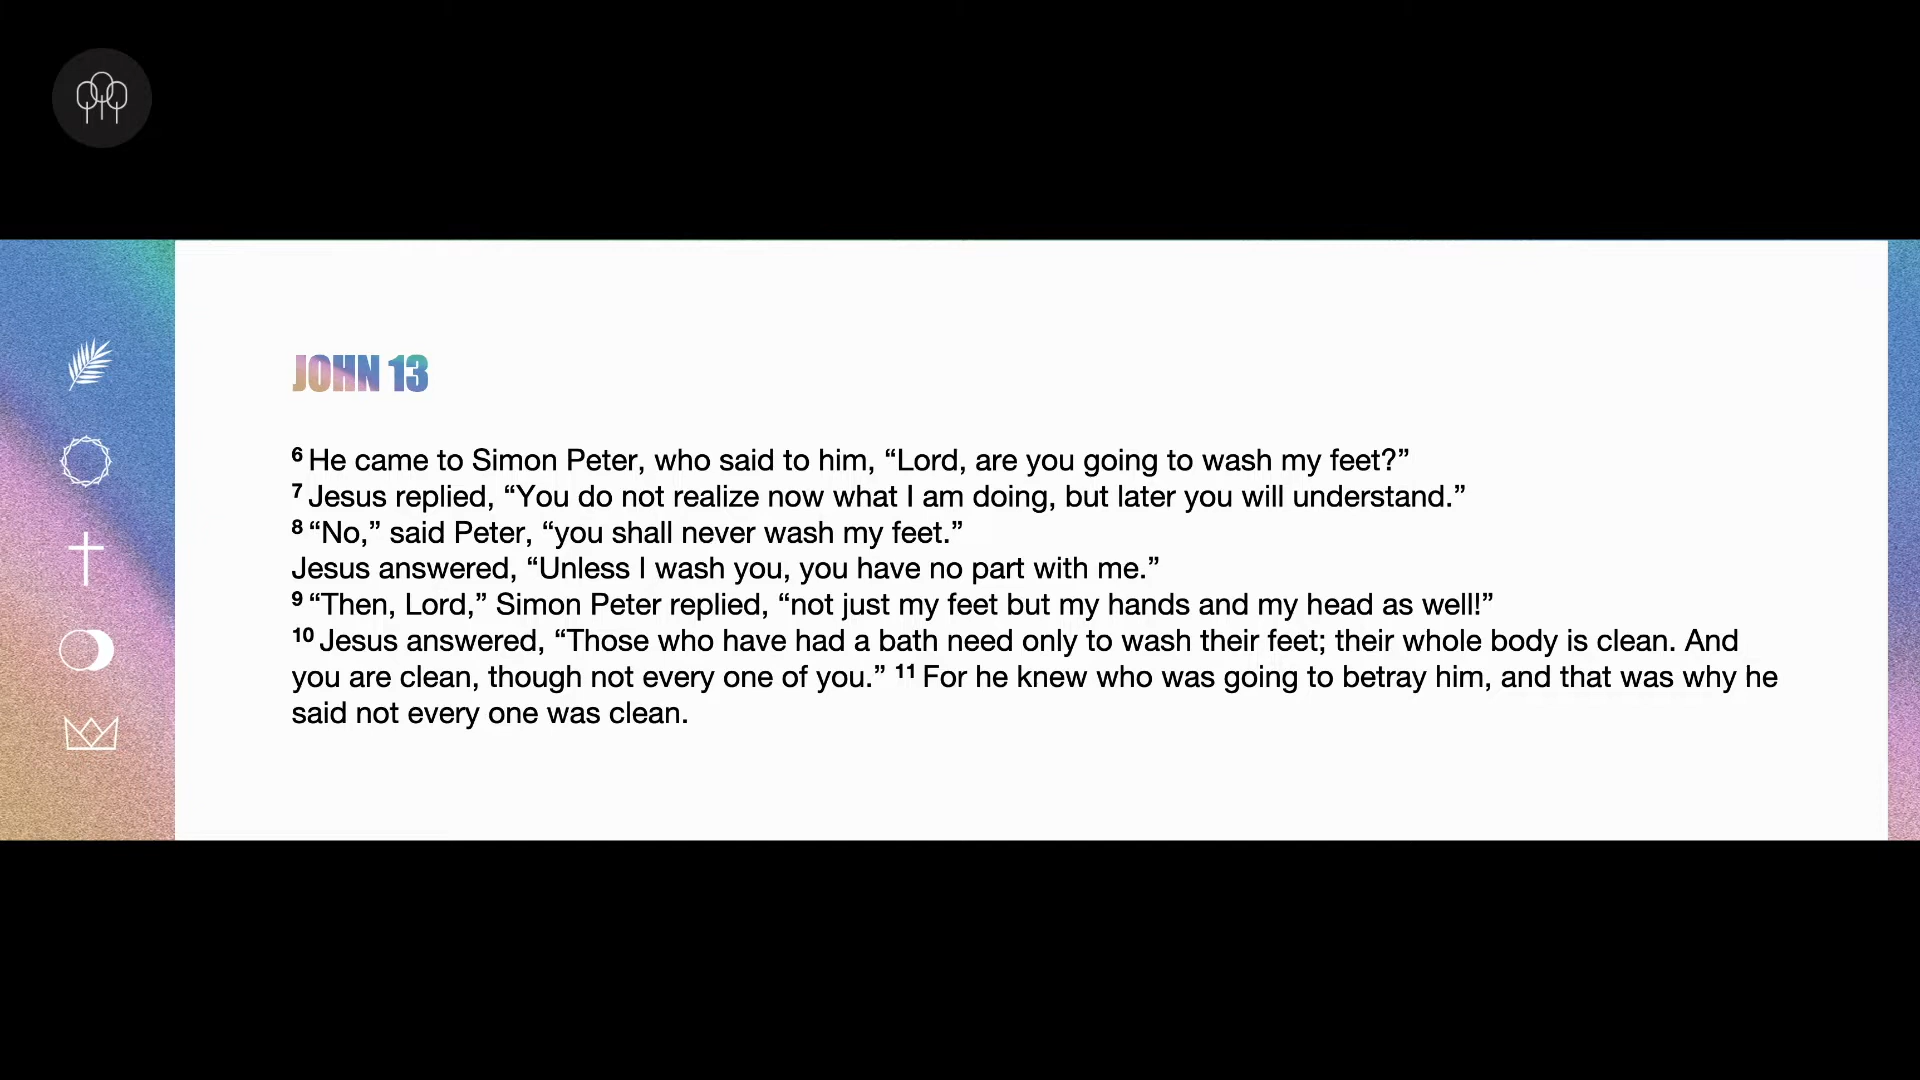 JOHN 13
6 He came to Simon Peter, who said to him, “Lord, are you going to wash my feet?”
7 Jesus replied, “You do not realize now what I am doing, but later you will understand.”
8 “No,” said Peter, “you shall never wash my feet.”
Jesus answered, “Unless I wash you, you have no part with me.”
9 “Then, Lord,” Simon Peter replied, “not just my feet but my hands and my head as well!”
10 Jesus answered, “Those who have had a bath need only to wash their feet; their whole body is clean. And
you are clean, though not every one of you.” 11 For he knew who was going to betray him, and that was why he
said not every one was clean.